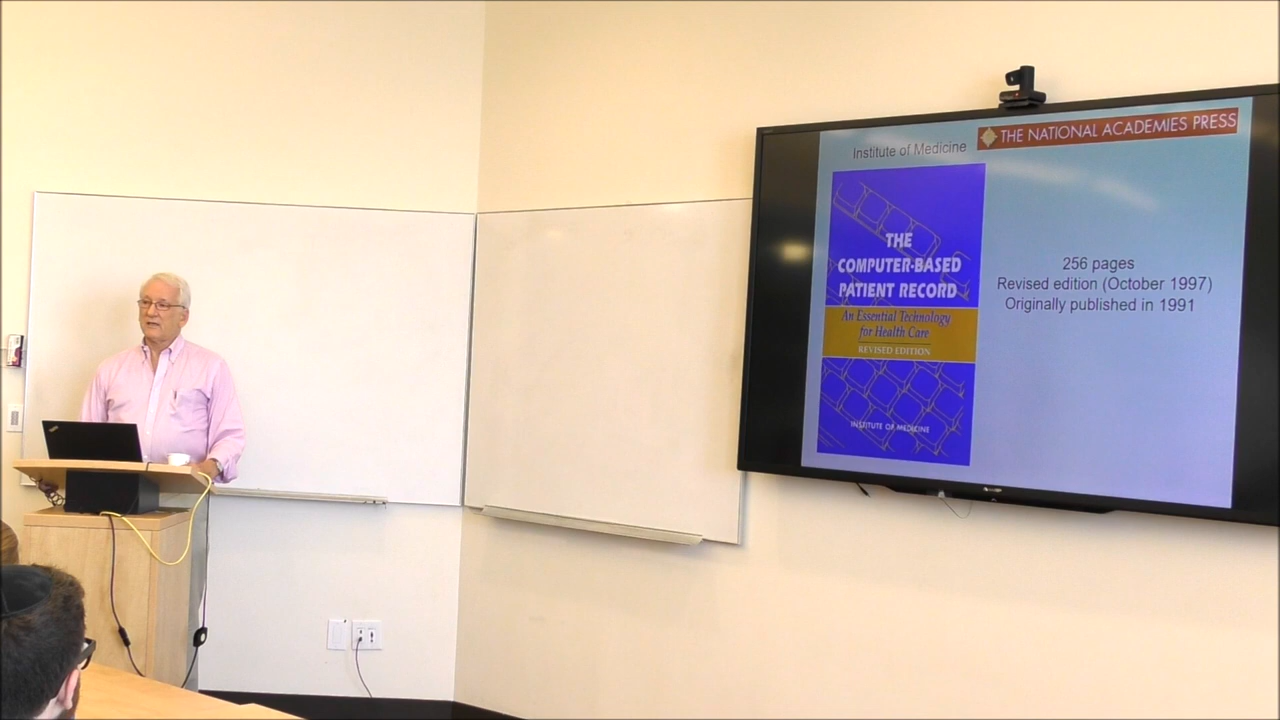 Institute of Medicine
THE NATIONAL ACADEMIES PRESS
THE
COMPUTER-BASED
PATIENT RECORD
An Essential Technology
for Health Care
REVISED EDITION
INSTITUTE OF MEDICINE
256 pages
Revised edition (October 1997)
Originally published in 1991